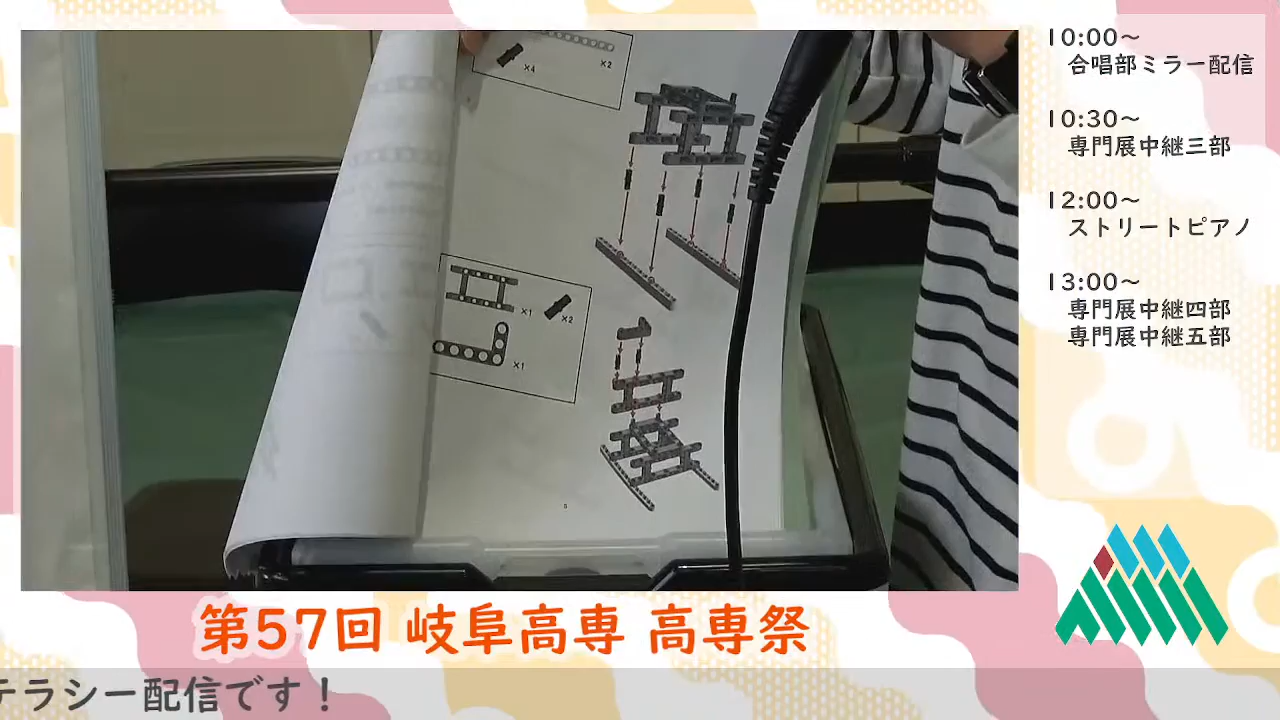 10:00～
合唱部ミラー配信
10:30～
専門展中継三部
12:00～
ストリートピアノ
13:00～
専門展中継四部
専門展中継五部
×4
×2
×1
×2
×1
5
第57回 岐阜高専 高専祭
テラシー配信です！